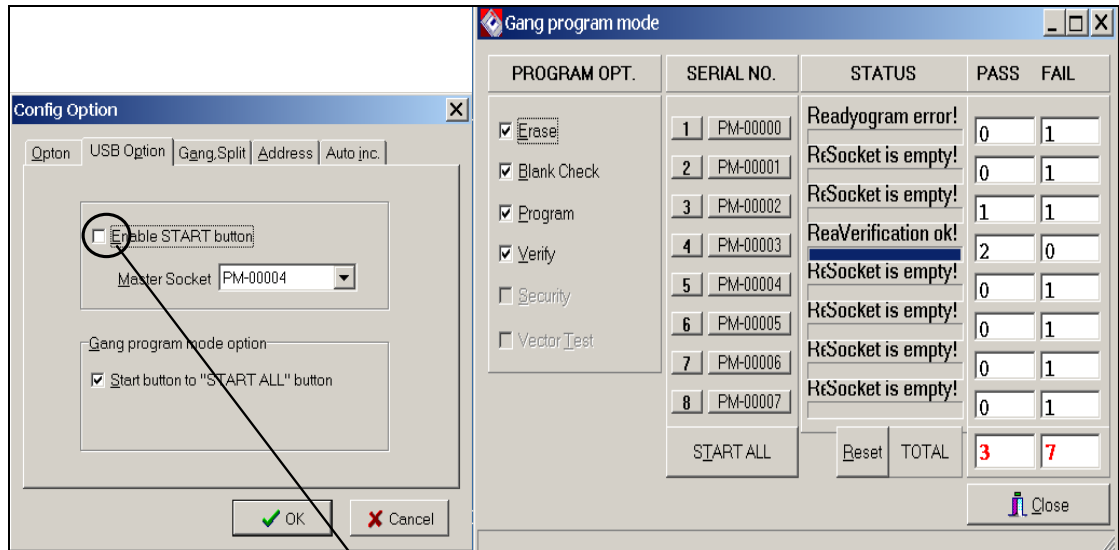 Config Option
Opton USB Option Gang,Split Address Auto inc.
Enable START button
Master Socket PM-00004
Gang program mode option
Start button to "START ALL" button
OK Cancel
Gang program mode
PROGRAM OPT. SERIAL NO. STATUS PASS FAIL
Erase
Blank Check
Program
Verify
Security
Vector Test
1 PM-00000 Readyogram error! 0 1
2 PM-00001 ReSocket is empty! 0 1
3 PM-00002 ReSocket is empty! 1 1
4 PM-00003 ReaVerification ok! 2 0
5 PM-00004 ReSocket is empty! 0 1
6 PM-00005 ReSocket is empty! 0 1
7 PM-00006 ReSocket is empty! 0 1
8 PM-00007 ReSocket is empty! 0 1
START ALL Reset TOTAL 3 7
Close